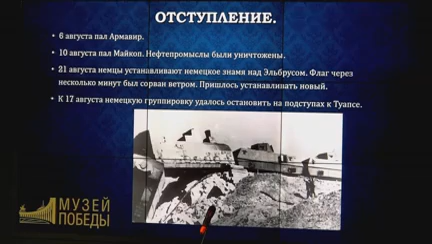 ОТСТУПЛЕНИЕ.
• 6 августа пал Армавир.
• 10 августа пал Майкоп. Нефтепромыслы были уничтожены.
• 21 августа немцы устанавливают немецкое знамя над Эльбрусом. Флаг через
несколько минут был сорван ветром. Пришлось устанавливать новый.
• К 17 августа немецкую группировку удалось остановить на подступах к Туапсе.
МУЗЕЙ
ПОБЕДЫ